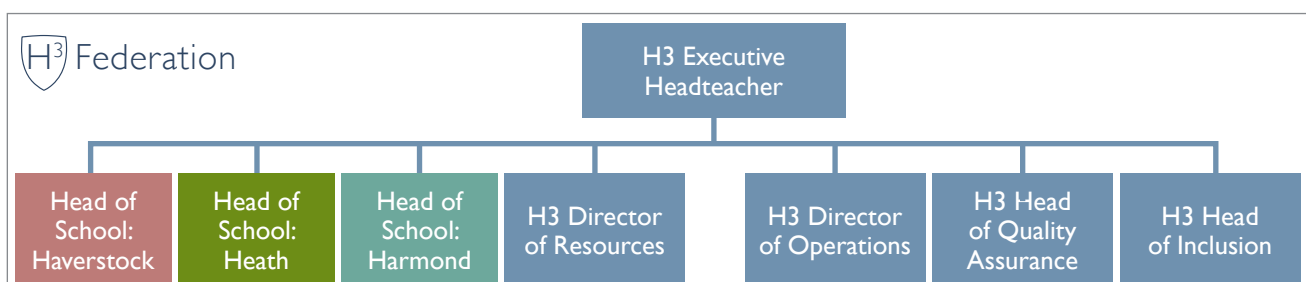 H³ Federation
H3 Executive
Headteacher
Head of
School:
Haverstock
Head of
School:
Heath
Head of
School:
Harmond
H3 Director
of Resources
H3 Director
of Operations
H3 Head
of Quality
Assurance
H3 Head
of Inclusion